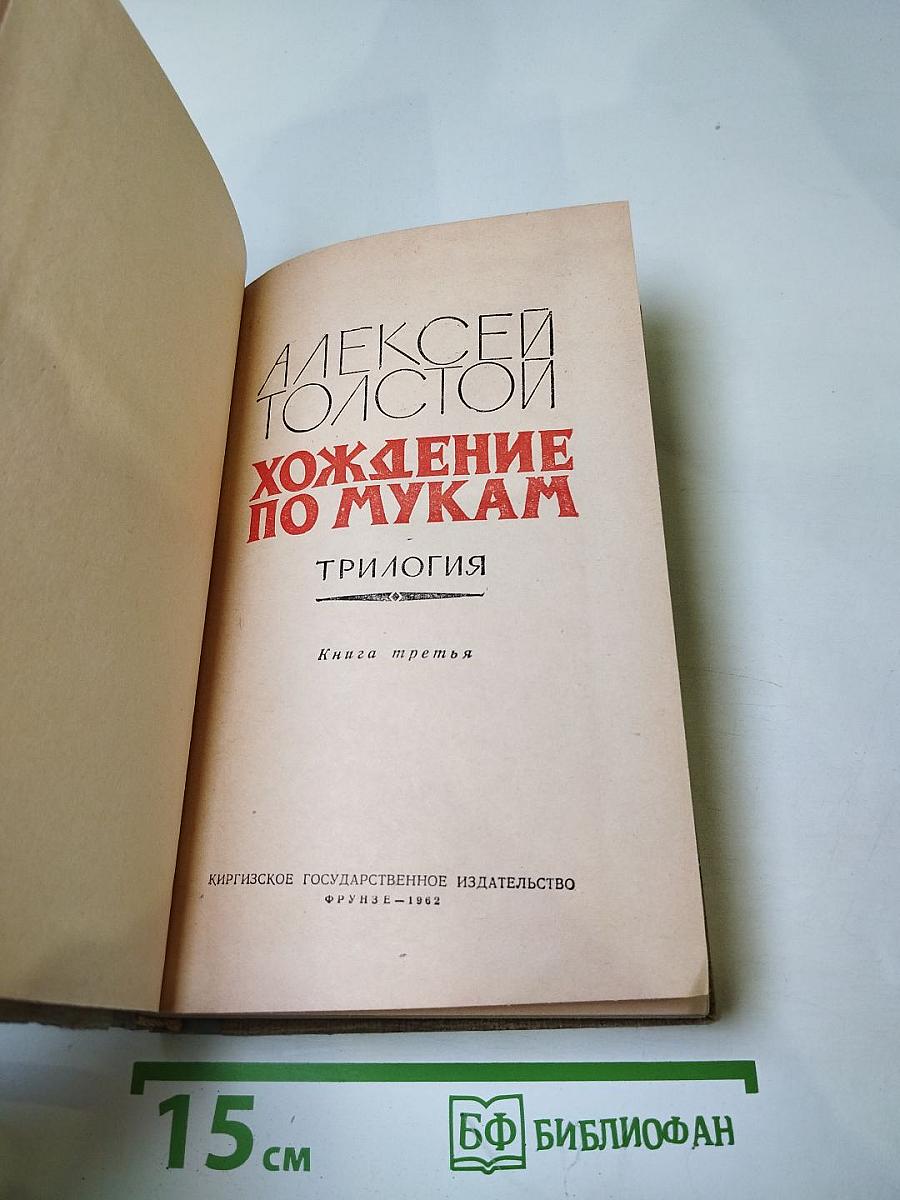 АЛЕКСЕЙ
ТОЛСТОЙ
ХОЖДЕНИЕ
ПО МУКАМ
ТРИЛОГИЯ
Книга третья
КИРГИЗСКОЕ ГОСУДАРСТВЕННОЕ ИЗДАТЕЛЬСТВО
ФРУНЗЕ—1962
15 см
БФ БИБЛИОФАН